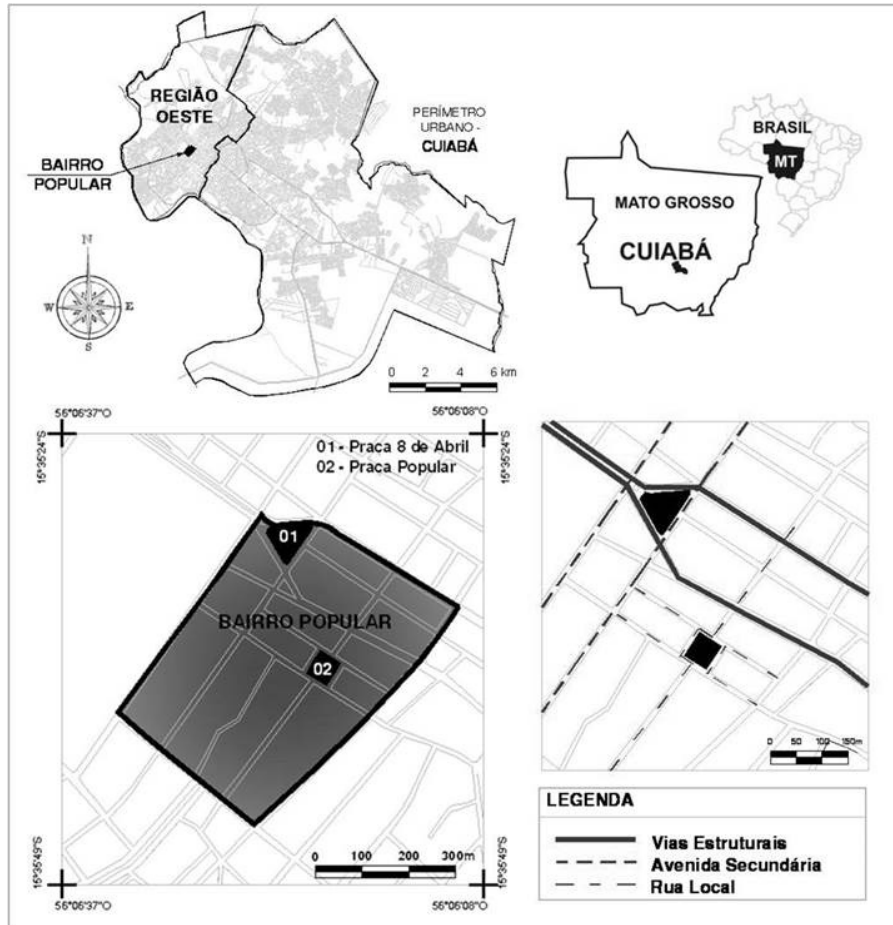 REGIÃO
OESTE
BAIRRO
POPULAR
PERÍMETRO
URBANO -
CUIABÁ
N
W
E
S
0 2 4 6 km
BRASIL
MT
MATO GROSSO
CUIABÁ
56°06'37"O
56°06'08"O
15°35'24"S
15°35'24"S
01 - Praca 8 de Abril
02 - Praca Popular
01
BAIRRO POPULAR
02
0 100 200 300m
15°35'49"S
15°35'49"S
56°06'37"O
56°06'08"O
0 50 100 150m
LEGENDA
Vias Estruturais
Avenida Secundária
Rua Local